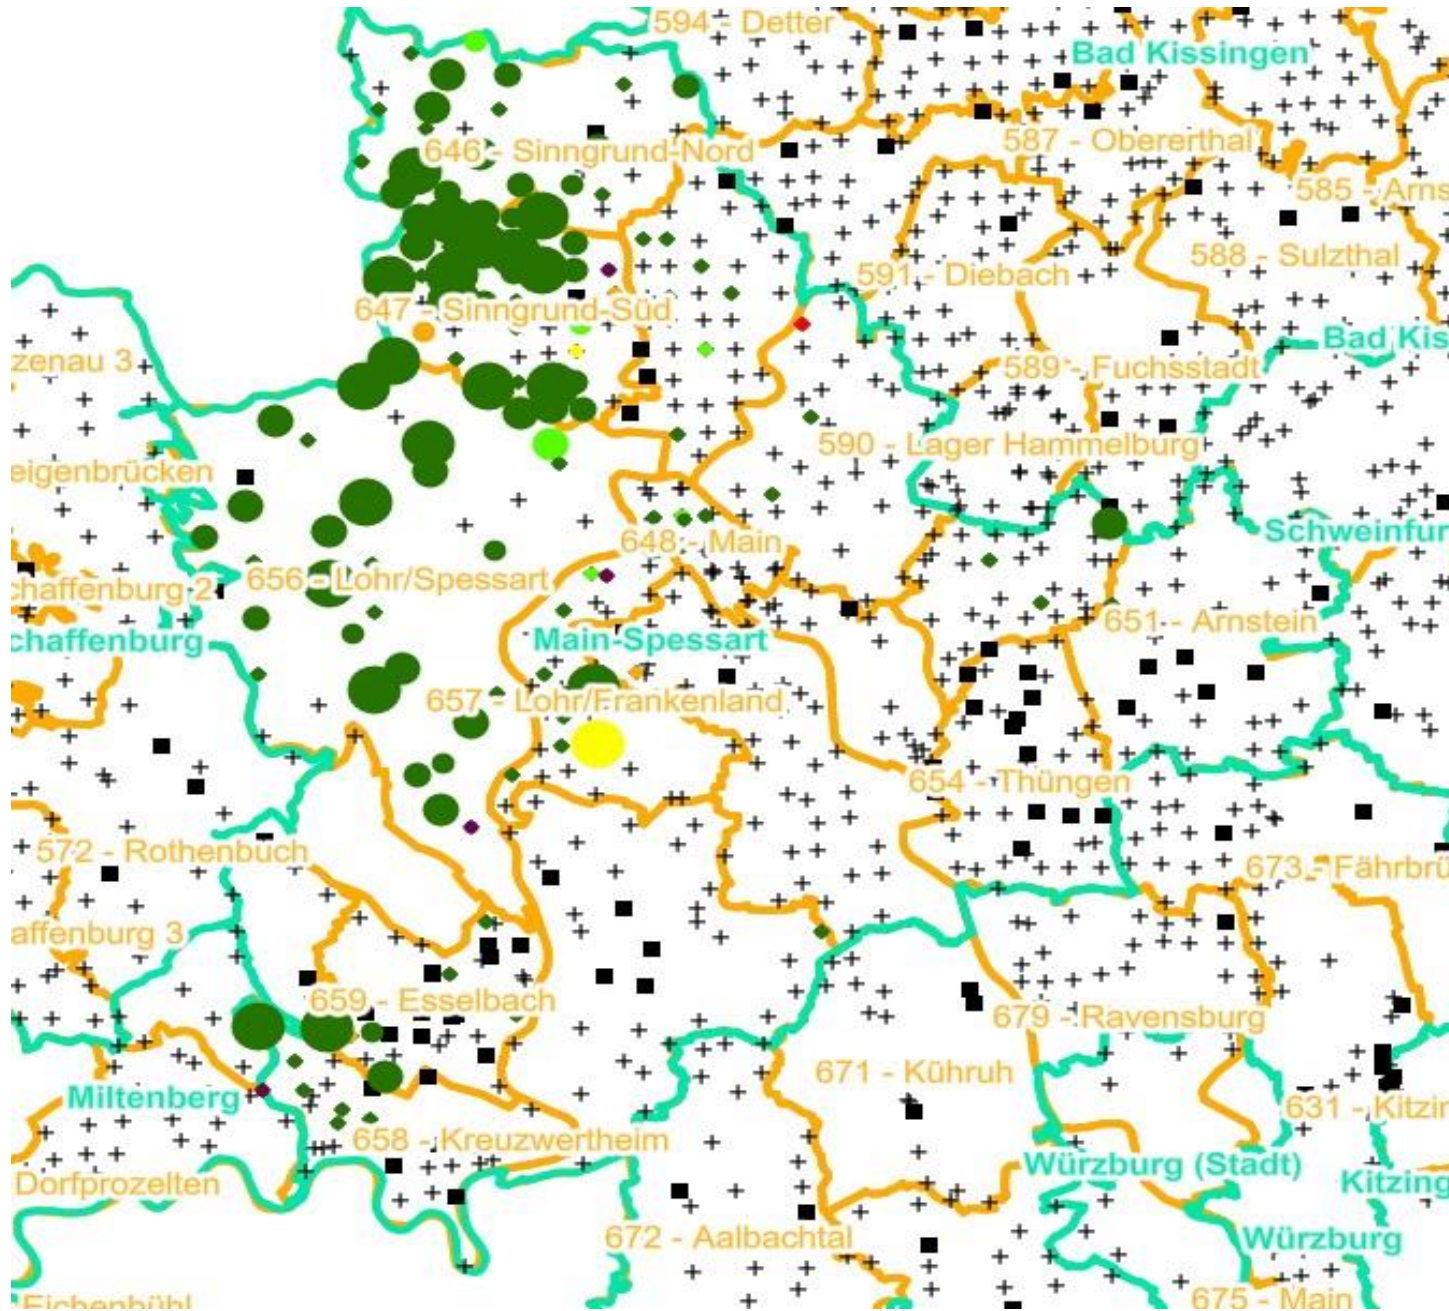 594 - Detter
Bad Kissingen
587 - Obererthal
646 - Sinngrund-Nord
585 - Arns
588 - Sulzthal
591 - Diebach
647 - Sinngrund-Süd
Bad Kis
zenau 3
589 - Fuchsstadt
590 - Lager Hammelburg
eigenbrücken
Schweinfur
648 - Main
656 - Lohr/Spessart
chaffenburg 2
651 - Arnstein
chaffenburg
Main-Spessart
657 - Lohr/Frankenland
654 - Thüngen
572 - Rothenbuch
673 - Fährbrü
affenburg 3
659 - Esselbach
679 - Ravensburg
671 - Kühruh
Miltenberg
631 - Kitzin
658 - Kreuzwertheim
Würzburg (Stadt)
Dorfprozelten
Kitzing
672 - Aalbachtal
Würzburg
675 - Main
Eichenbühl